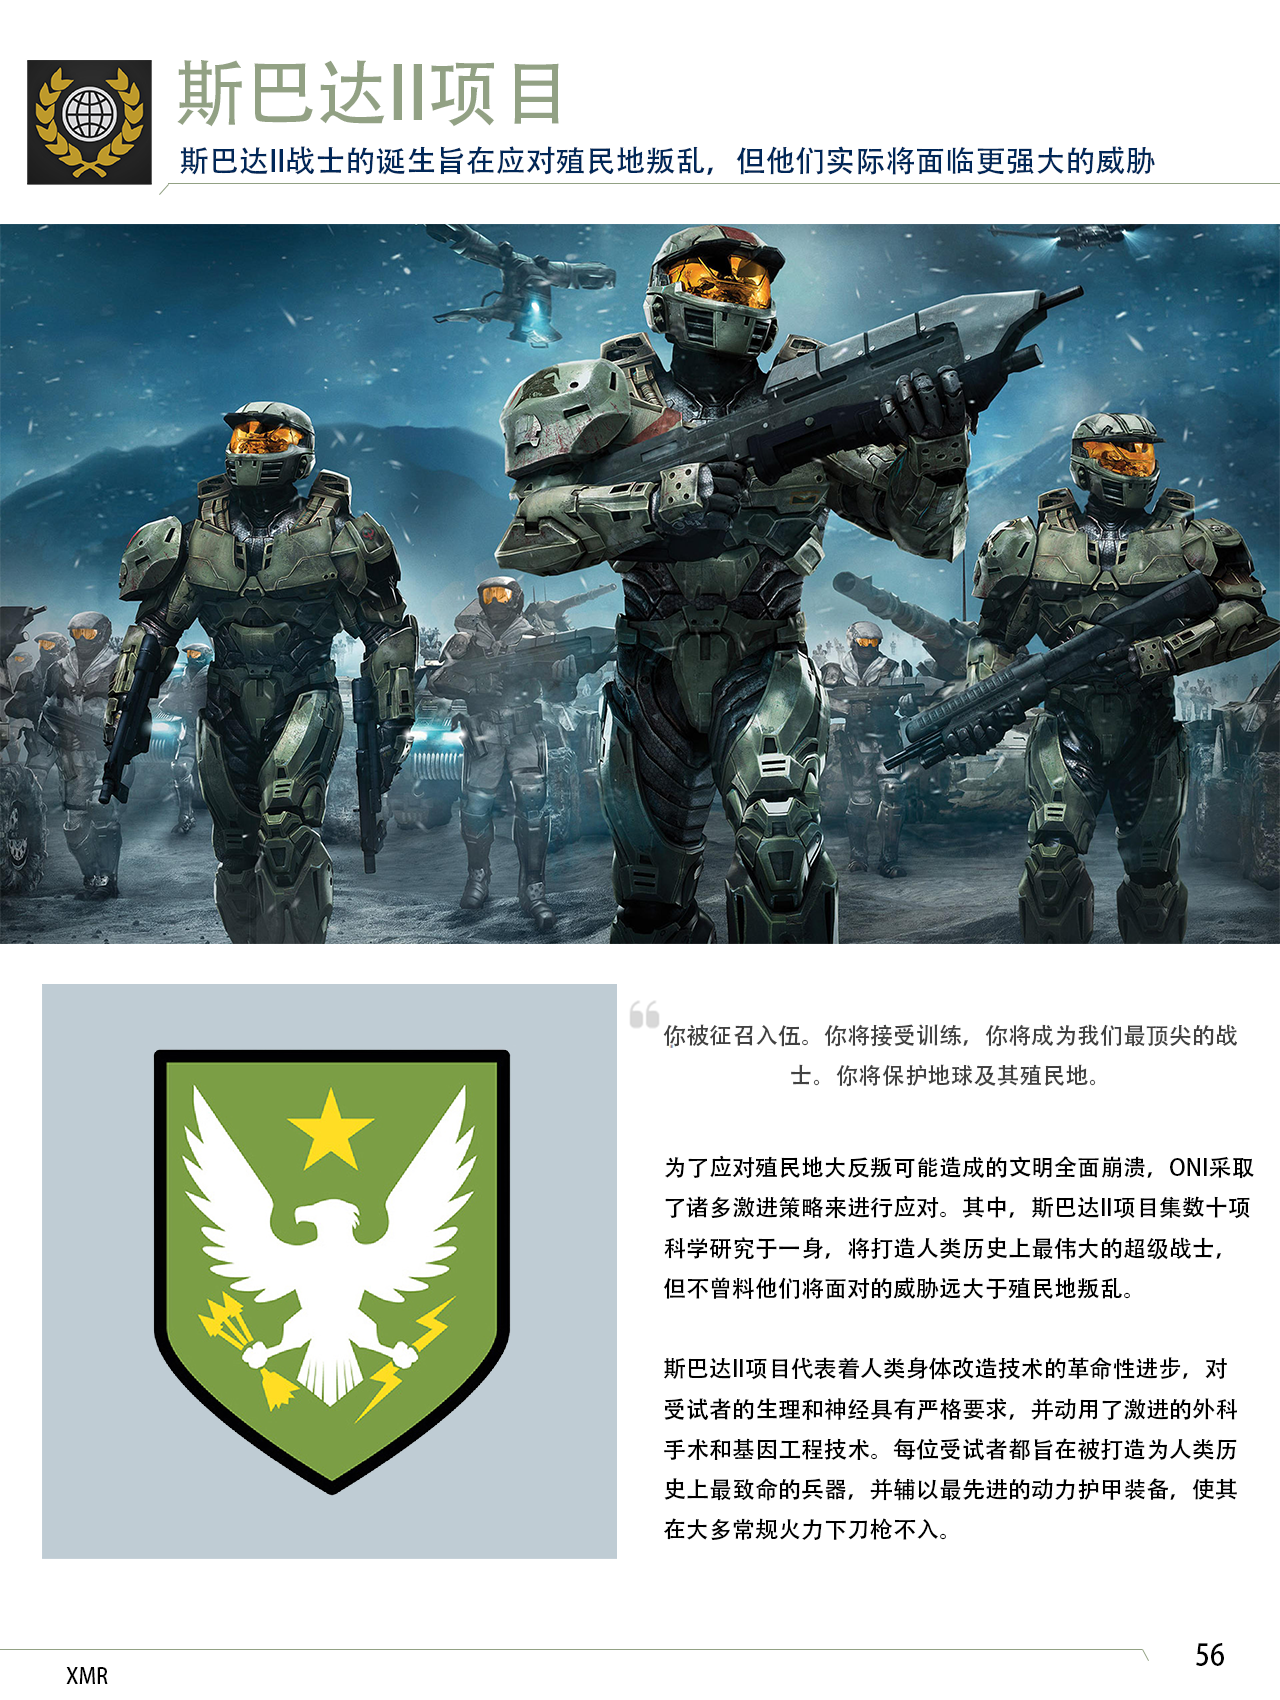 斯巴达II项目
斯巴达II战士的诞生旨在应对殖民地叛乱，但他们实际将面临更强大的威胁
你被征召入伍。你将接受训练，你将成为我们最顶尖的战
士。你将保护地球及其殖民地。
为了应对殖民地大反叛可能造成的文明全面崩溃，ONI采取
了诸多激进策略来进行应对。其中，斯巴达II项目集数十项
科学研究于一身，将打造人类历史上最伟大的超级战士，
但不曾料他们将面对的威胁远大于殖民地叛乱。
斯巴达II项目代表着人类身体改造技术的革命性进步，对
受试者的生理和神经具有严格要求，并动用了激进的外科
手术和基因工程技术。每位受试者都旨在被打造为人类历
史上最致命的兵器，并辅以最先进的动力护甲装备，使其
在大多常规火力下刀枪不入。
56
XMR